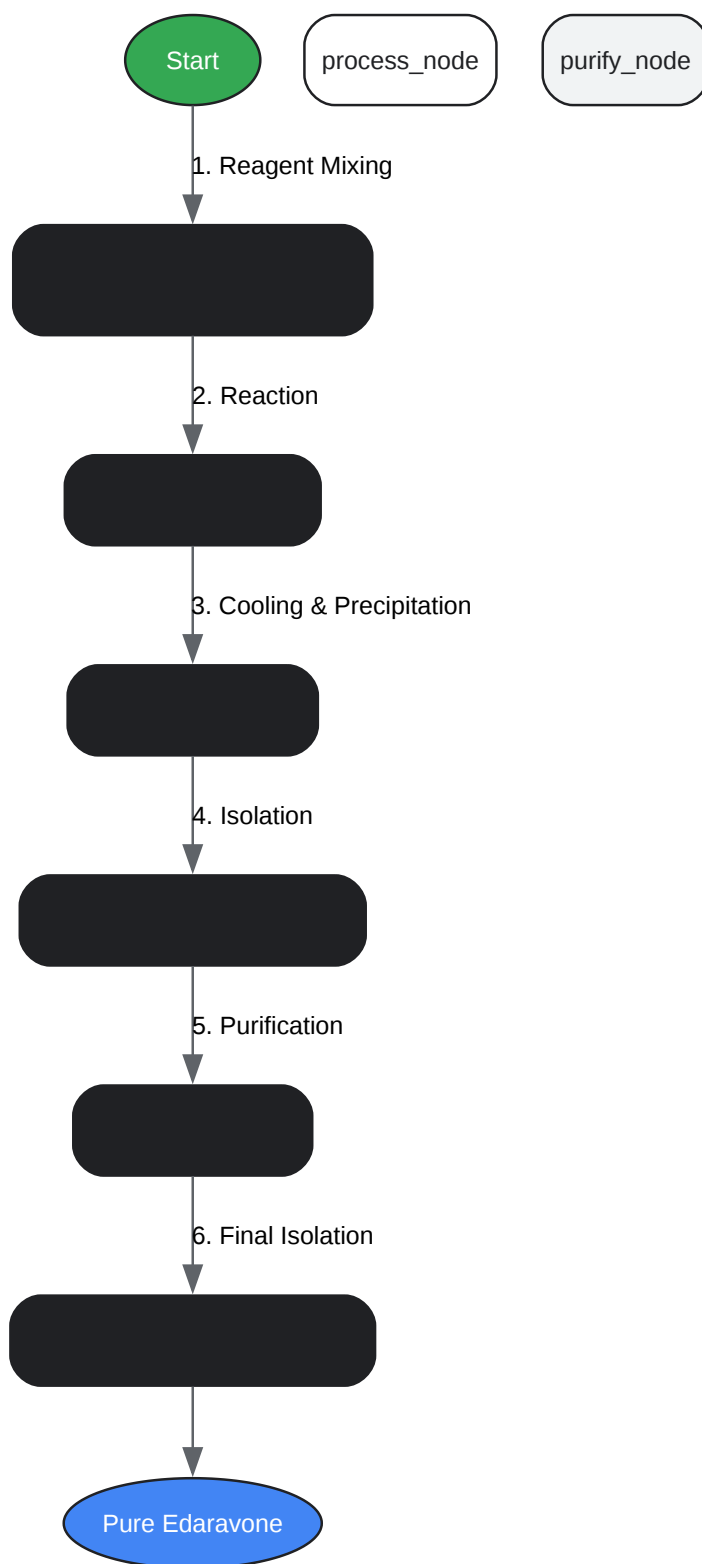 Start
process_node
purify_node
1. Reagent Mixing
2. Reaction
3. Cooling & Precipitation
4. Isolation
5. Purification
6. Final Isolation
Pure Edaravone